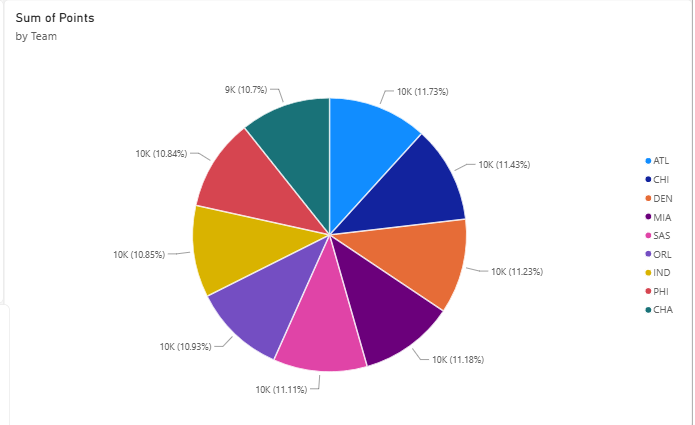 Sum of Points
by Team
9K (10.7%)
10K (11.73%)
10K (10.84%)
10K (11.43%)
10K (10.85%)
10K (11.23%)
10K (10.93%)
10K (11.18%)
10K (11.11%)
ATL
CHI
DEN
MIA
SAS
ORL
IND
PHI
CHA